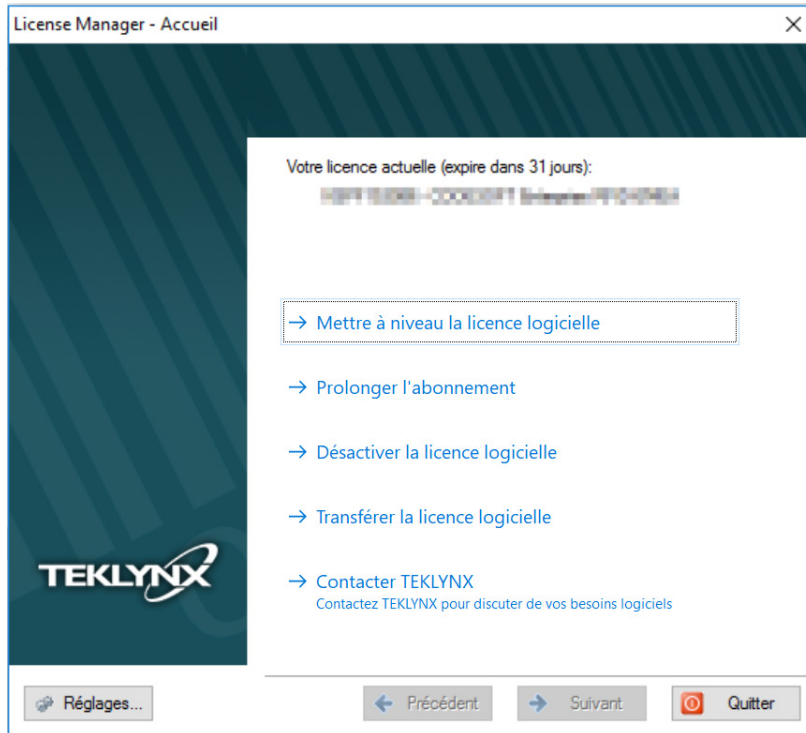 License Manager - Accueil
Votre licence actuelle (expire dans 31 jours):
Mettre à niveau la licence logicielle
Prolonger l'abonnement
Désactiver la licence logicielle
Transférer la licence logicielle
Contacter TEKLYNX
Contactez TEKLYNX pour discuter de vos besoins logiciels
TEKLYNX
Réglages...
Précédent
Suivant
Quitter